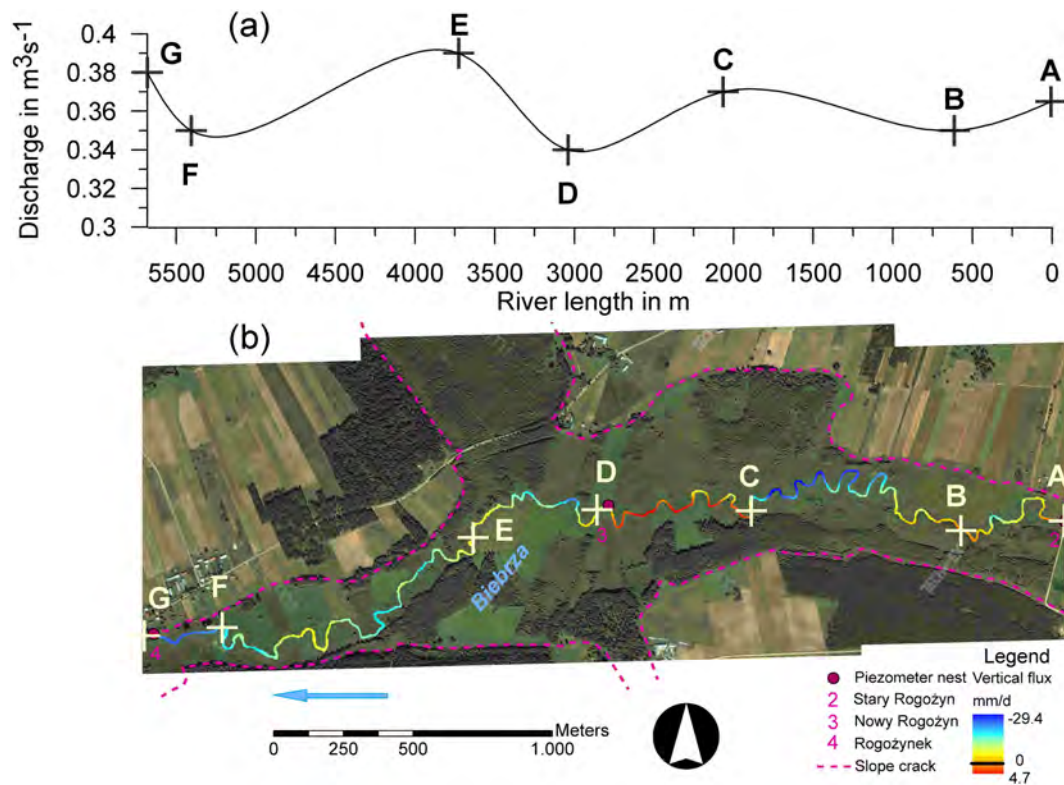 (a)
Discharge in m³s-1
0.4
0.38
0.36
0.34
0.32
0.3
G
F
E
D
C
B
A
5500 5000 4500 4000 3500 3000 2500 2000 1500 1000 500 0
River length in m
(b)
G
F
E
D
C
B
A
3
4
Biebrza
Meters
0 250 500 1.000
Legend
Piezometer nest Vertical flux
2 Stary Rogożyn mm/d
3 Nowy Rogożyn -29.4
4 Rogożynek 0
Slope crack 4.7